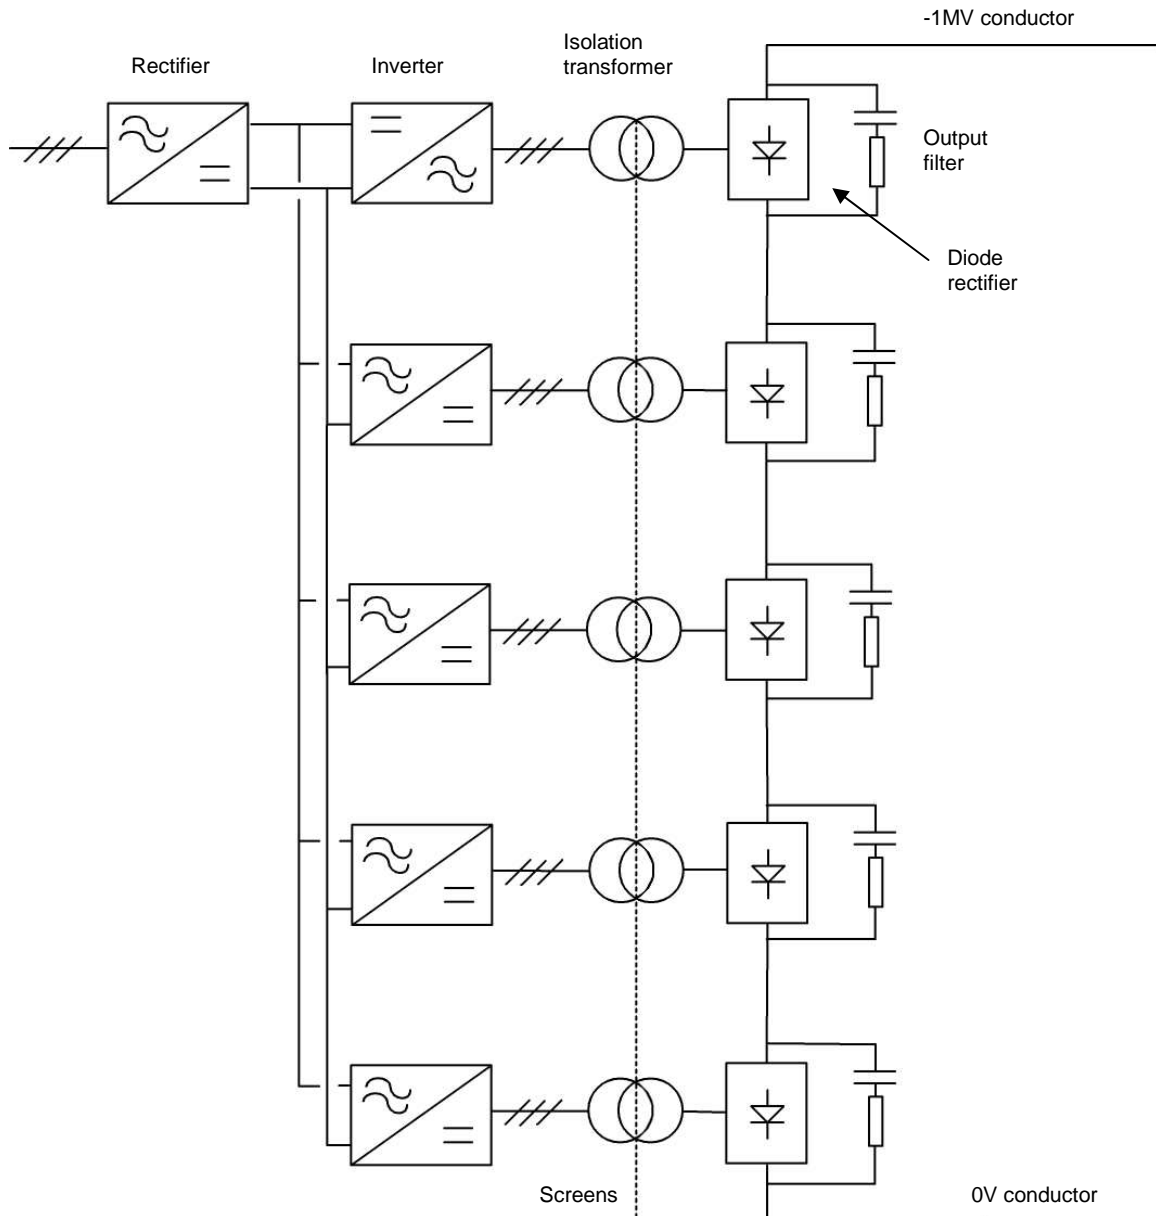 -1MV conductor
Isolation
transformer
Rectifier
Inverter
Output
filter
Diode
rectifier
Screens
0V conductor